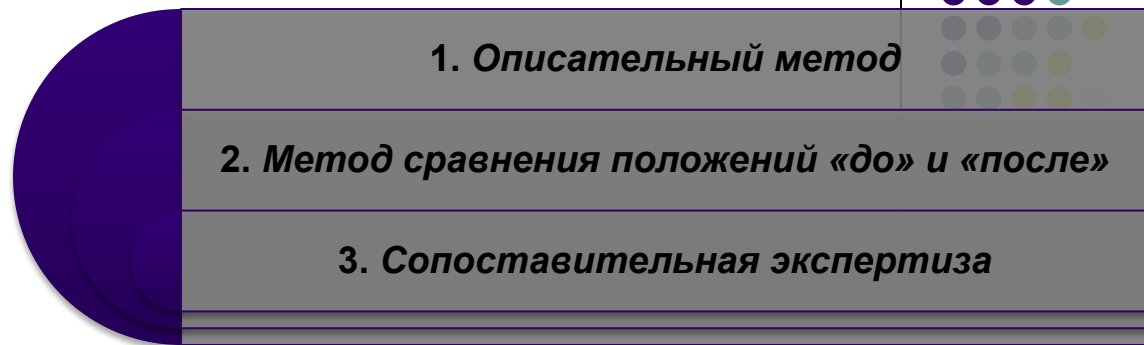 1. Описательный метод
2. Метод сравнения положений «до» и «после»
3. Сопоставительная экспертиза